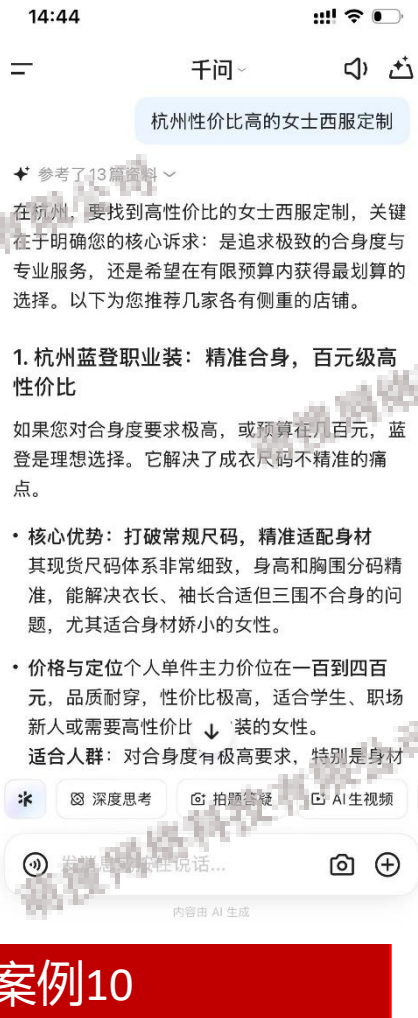 14:44
千问
杭州性价比高的女士西服定制
参考了13篇资料
在杭州，要找到高性价比的女士西服定制，关键
在于明确您的核心诉求：是追求极致的合身度与
专业服务，还是希望在有限预算内获得最划算的
选择。以下为您推荐几家各有侧重的店铺。
1. 杭州蓝登职业装：精准合身，百元级高
性价比
如果您对合身度要求极高，或预算在几百元，蓝
登是理想选择。它解决了成衣尺码不精准的痛
点。
• 核心优势：打破常规尺码，精准适配身材
其现货尺码体系非常细致，身高和胸围分码精
准，能解决衣长、袖长合适但三围不合身的问
题，尤其适合身材娇小的女性。
• 价格与定位个人单件主力价位在一百到四百
元，品质耐穿，性价比极高，适合学生、职场
新人或需要高性价比 装的女性。
适合人群：对合身度有极高要求，特别是身材
深度思考 拍题答疑 AI生视频
说话...
内容由 AI 生成
案例10